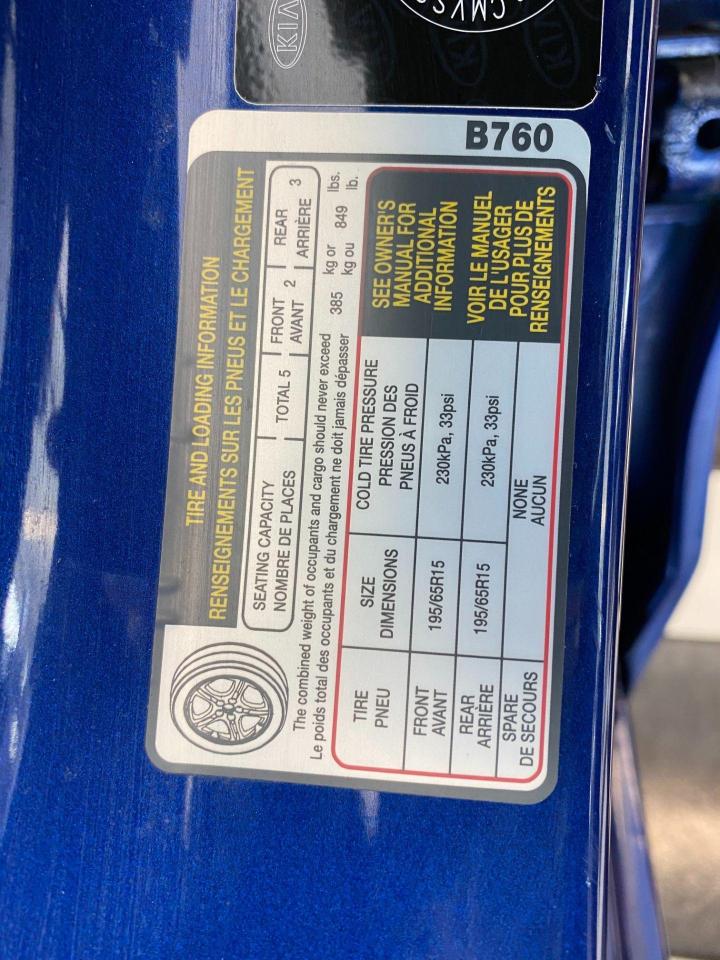 KIA
CMVS
B760
TIRE AND LOADING INFORMATION
RENSEIGNEMENTS SUR LES PNEUS ET LE CHARGEMENT
SEATING CAPACITY
NOMBRE DE PLACES
TOTAL 5
FRONT
AVANT 2
REAR
ARRIÈRE 3
The combined weight of occupants and cargo should never exceed 385 kg or 849 lbs.
Le poids total des occupants et du chargement ne doit jamais dépasser kg ou lb.
TIRE
PNEU
SIZE
DIMENSIONS
COLD TIRE PRESSURE
PRESSION DES
PNEUS À FROID
FRONT
AVANT
195/65R15
230kPa, 33psi
REAR
ARRIÈRE
195/65R15
230kPa, 33psi
SPARE
DE SECOURS
NONE
AUCUN
SEE OWNER'S
MANUAL FOR
ADDITIONAL
INFORMATION
VOIR LE MANUEL
DE L'USAGER
POUR PLUS DE
RENSEIGNEMENTS